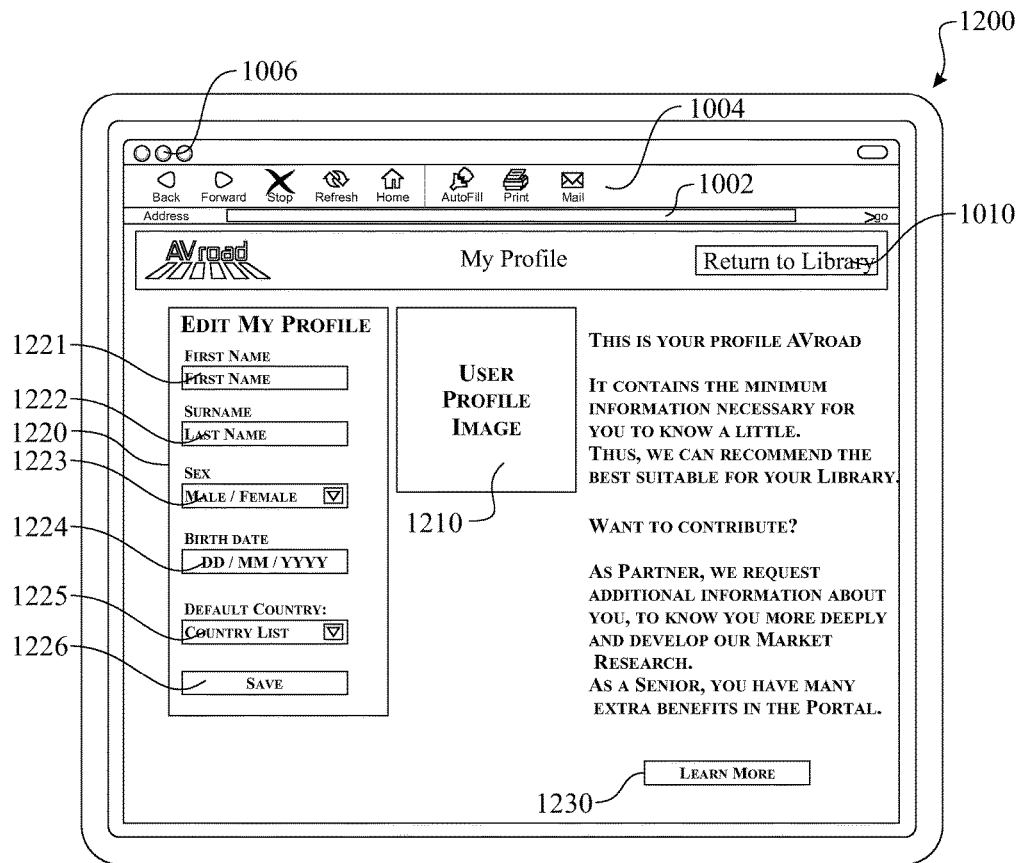 1200
1006
1004
Back Forward Stop Refresh Home AutoFill Print Mail
1002
Address go
1010
AVroad My Profile Return to Library
EDIT MY PROFILE
1221
FIRST NAME
FIRST NAME
1222
SURNAME
LAST NAME
1220
1223
SEX
MALE / FEMALE
1224
BIRTH DATE
DD / MM / YYYY
1225
DEFAULT COUNTRY:
COUNTRY LIST
1226
SAVE
USER
PROFILE
IMAGE
1210
THIS IS YOUR PROFILE AVROAD
IT CONTAINS THE MINIMUM
INFORMATION NECESSARY FOR
YOU TO KNOW A LITTLE.
THUS, WE CAN RECOMMEND THE
BEST SUITABLE FOR YOUR LIBRARY.
WANT TO CONTRIBUTE?
AS PARTNER, WE REQUEST
ADDITIONAL INFORMATION ABOUT
YOU, TO KNOW YOU MORE DEEPLY
AND DEVELOP OUR MARKET
RESEARCH.
AS A SENIOR, YOU HAVE MANY
EXTRA BENEFITS IN THE PORTAL.
LEARN MORE
1230